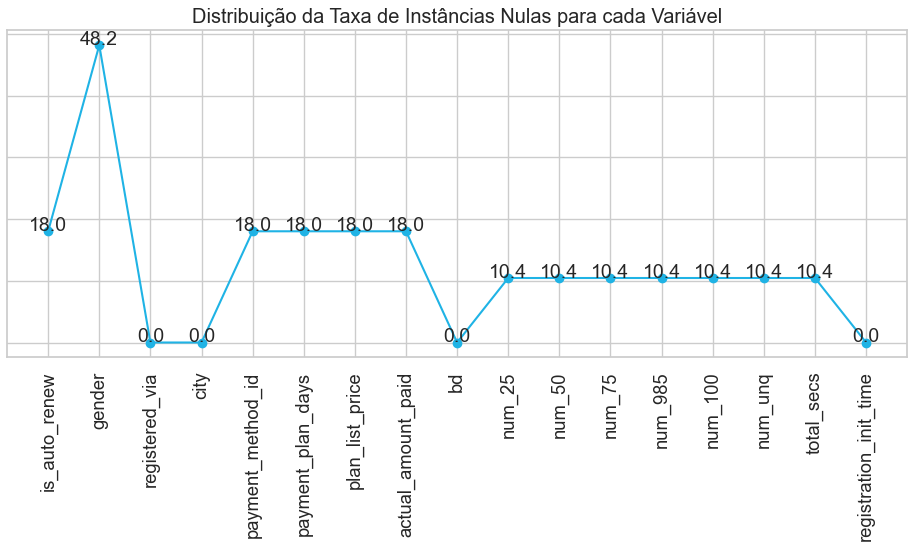 Distribuição da Taxa de Instâncias Nulas para cada Variável
48.2
18.0
18.0
18.0
18.0
18.0
10.4
10.4
10.4
10.4
10.4
10.4
10.4
0.0
0.0
0.0
0.0
is_auto_renew
gender
registered_via
city
payment_method_id
payment_plan_days
plan_list_price
actual_amount_paid
bd
num_25
num_50
num_75
num_985
num_100
num_unq
total_secs
registration_init_time